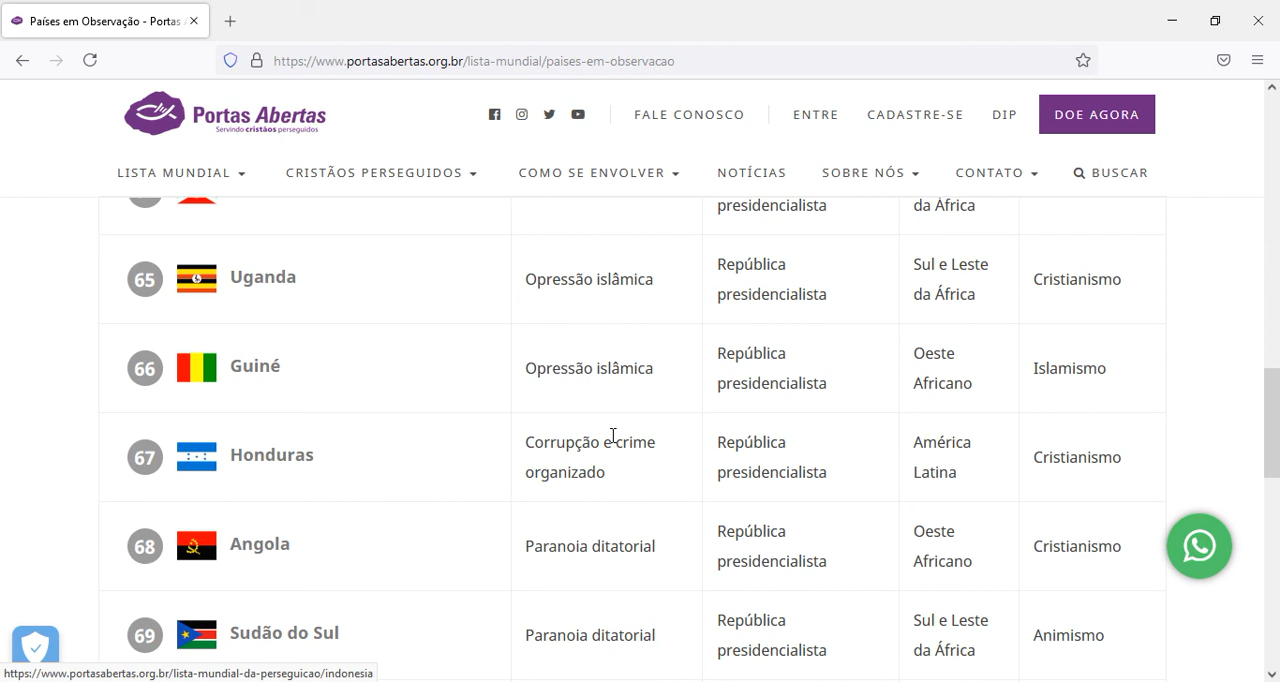 Países em Observação - Portas
https://www.portasabertas.org.br/lista-mundial/paises-em-observacao
Portas Abertas
Servindo cristãos perseguidos
FALE CONOSCO
ENTRE
CADASTRE-SE
DIP
DOE AGORA
LISTA MUNDIAL
CRISTÃOS PERSEGUIDOS
COMO SE ENVOLVER
NOTÍCIAS
SOBRE NÓS
CONTATO
BUSCAR
presidencialista
da África
65
Uganda
Opressão islâmica
República
presidencialista
Sul e Leste
da África
Cristianismo
66
Guiné
Opressão islâmica
República
presidencialista
Oeste
Africano
Islamismo
67
Honduras
Corrupção e crime
organizado
República
presidencialista
América
Latina
Cristianismo
68
Angola
Paranoia ditatorial
República
presidencialista
Oeste
Africano
Cristianismo
69
Sudão do Sul
Paranoia ditatorial
República
presidencialista
Sul e Leste
da África
Animismo
https://www.portasabertas.org.br/lista-mundial-da-perseguicao/indonesia